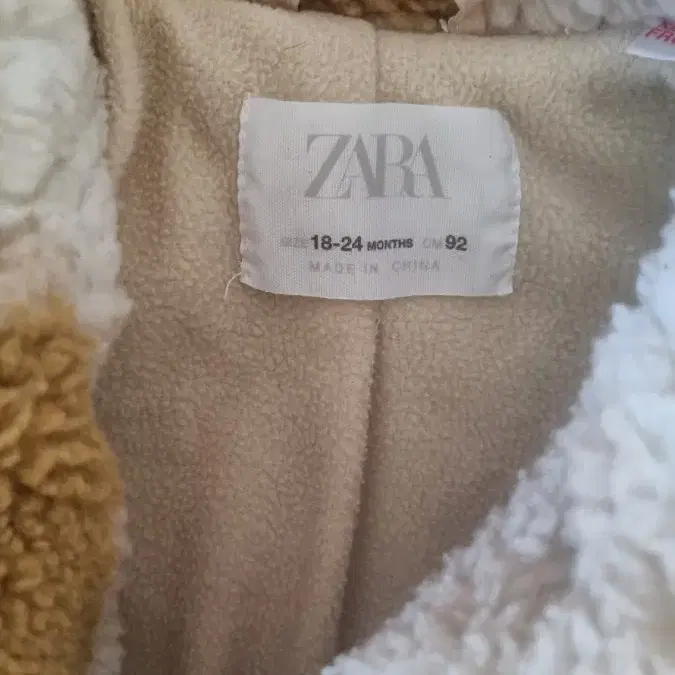 ZARA
SIZE 18-24 MONTHS CM 92
MADE IN CHINA